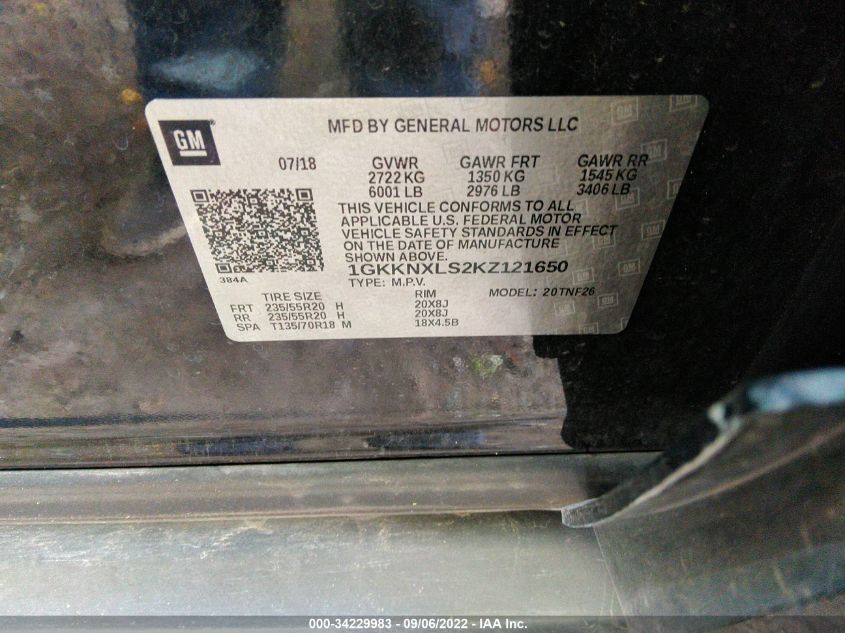 GM
MFD BY GENERAL MOTORS LLC
07/18 GVWR GAWR FRT GAWR RR
2722 KG 1350 KG 1545 KG
6001 LB 2976 LB 3406 LB
THIS VEHICLE CONFORMS TO ALL
APPLICABLE U.S. FEDERAL MOTOR
VEHICLE SAFETY STANDARDS IN EFFECT
ON THE DATE OF MANUFACTURE
SHOWN ABOVE.
1GKKNXLS2KZ121650
384A
TYPE: M.P.V. MODEL: 20TNF26
TIRE SIZE RIM
FRT 235/55R20 H 20X8J
RR 235/55R20 H 20X8J
SPA T135/70R18 M 18X4.5B
000-34229983 - 09/06/2022 - IAA Inc.